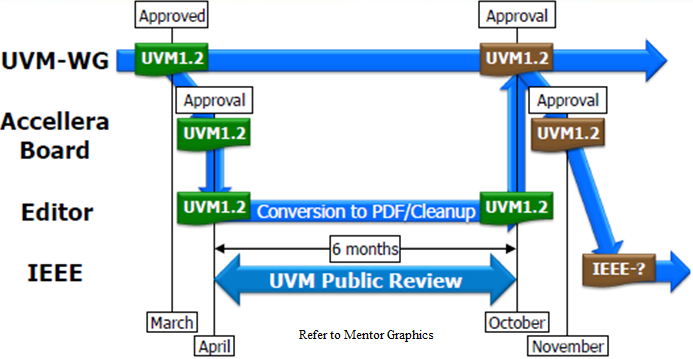 Approved
Approval
UVM-WG
UVM1.2
UVM1.2
Approval
Approval
Accellera
Board
UVM1.2
UVM1.2
Editor
UVM1.2
Conversion to PDF/Cleanup
UVM1.2
6 months
IEEE
UVM Public Review
IEEE-?
March
Refer to Mentor Graphics
October
April
November